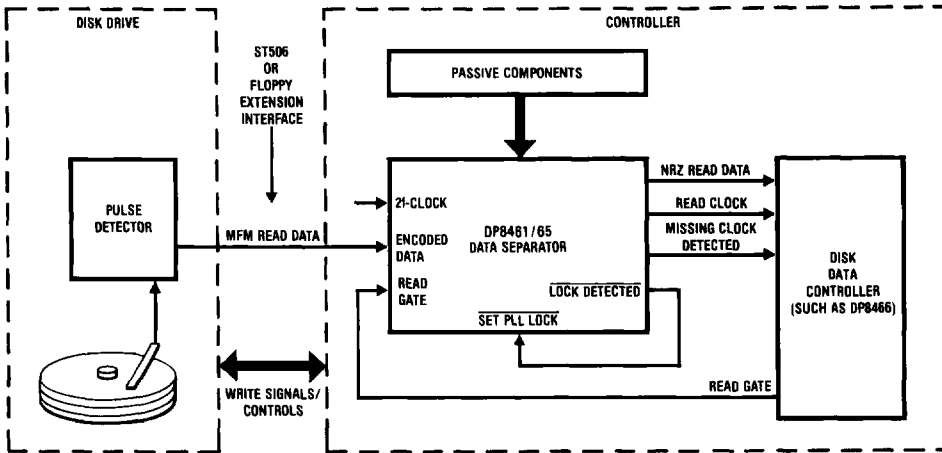 DISK DRIVE
CONTROLLER
ST506
OR
FLOPPY
EXTENSION
INTERFACE
PASSIVE COMPONENTS
PULSE
DETECTOR
MFM READ DATA
2f-CLOCK
ENCODED
DATA
READ
GATE
DP8461/65
DATA SEPARATOR
LOCK DETECTED
SET PLL LOCK
NRZ READ DATA
READ CLOCK
MISSING CLOCK
DETECTED
DISK
DATA
CONTROLLER
(SUCH AS DP8466)
READ GATE
WRITE SIGNALS/
CONTROLS